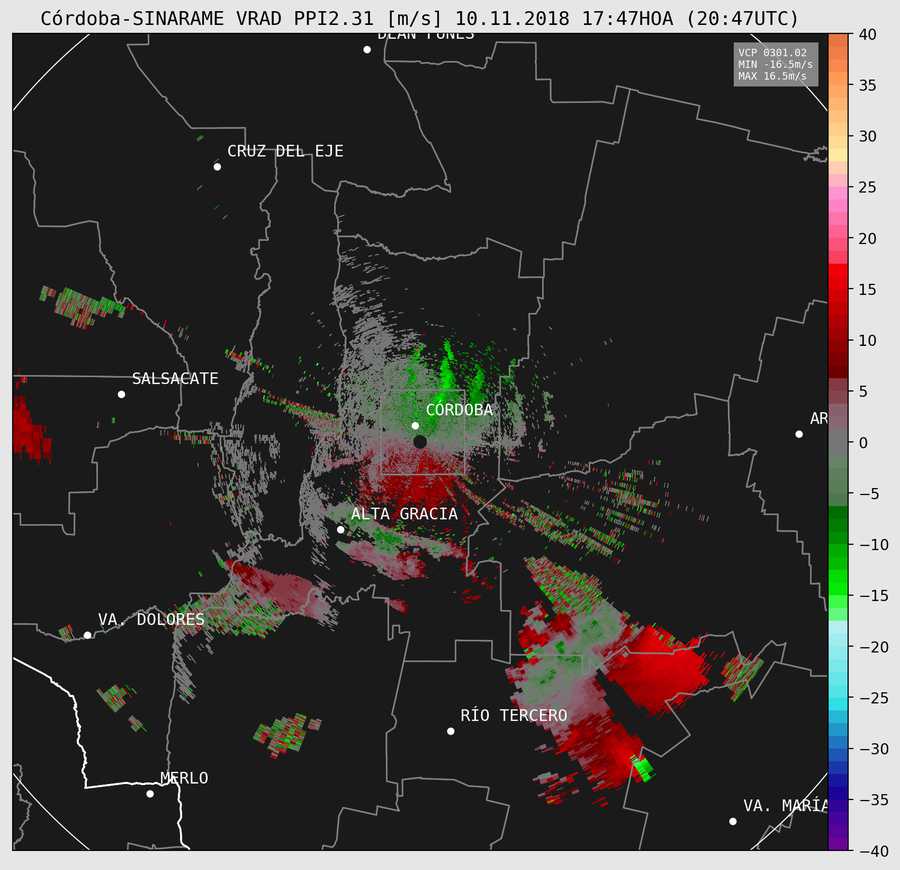 Córdoba-SINARAME VRAD PPI2.31 [m/s] 10.11.2018 17:47HOA (20:47UTC)
DEAN FUNES
VCP 0301.02
MIN -16.5m/s
MAX 16.5m/s
CRUZ DEL EJE
SALSACATE
CORDOBA
AR
ALTA GRACIA
VA. DOLORES
RÍO TERCERO
MERLO
VA. MARÍA
40
35
30
25
20
15
10
5
0
−5
−10
−15
−20
−25
−30
−35
−40